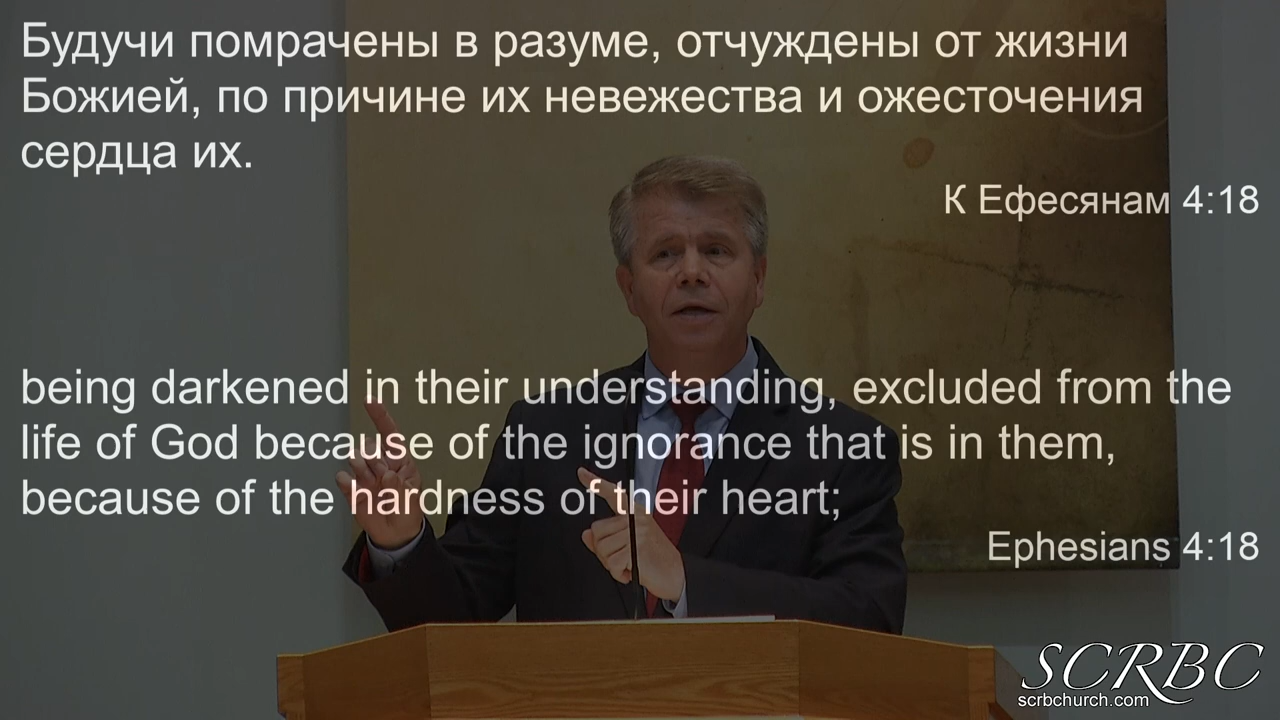 Будучи помрачены в разуме, отчуждены от жизни
Божией, по причине их невежества и ожесточения
сердца их.
К Ефесянам 4:18
being darkened in their understanding, excluded from the
life of God because of the ignorance that is in them,
because of the hardness of their heart;
Ephesians 4:18
SCRBC
scrbchurch.com